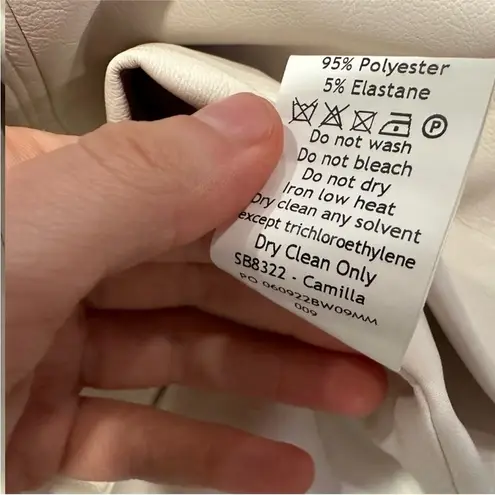 95% Polyester
5% Elastane
P
Do not wash
Do not bleach
Do not dry
Iron low heat
Dry clean any solvent
except trichloroethylene
Dry Clean Only
SB8322 - Camilla
PO 060922BW09MM
009